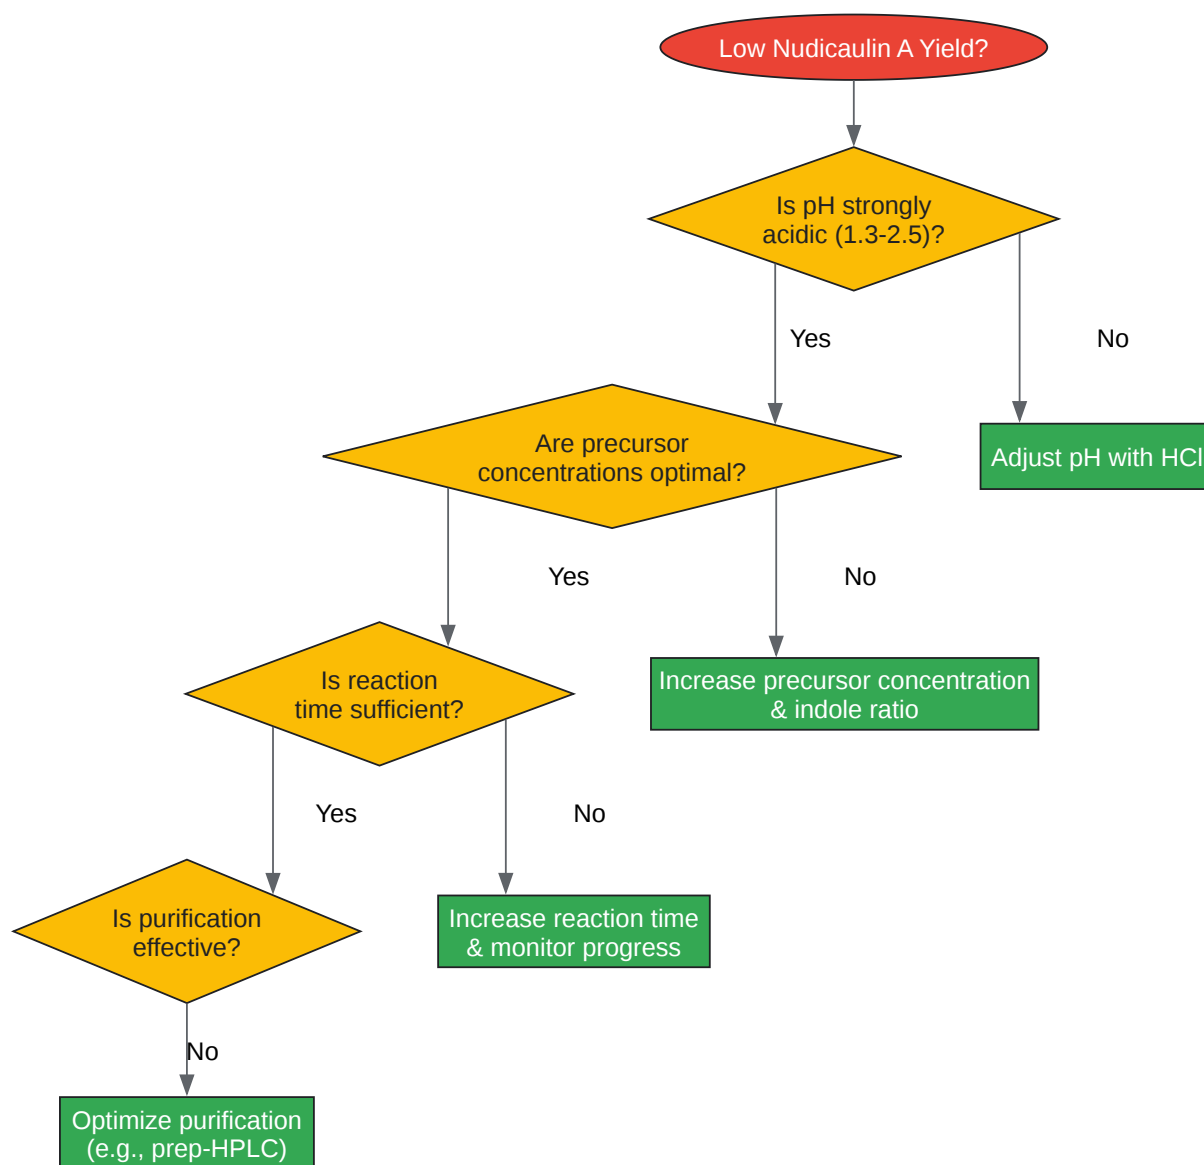 Low Nudicaulin A Yield?
Is pH strongly
acidic (1.3-2.5)?
Yes
No
Are precursor
concentrations optimal?
Adjust pH with HCl
Yes
No
Is reaction
time sufficient?
Increase precursor concentration
& indole ratio
Yes
No
Is purification
effective?
Increase reaction time
& monitor progress
No
Optimize purification
(e.g., prep-HPLC)